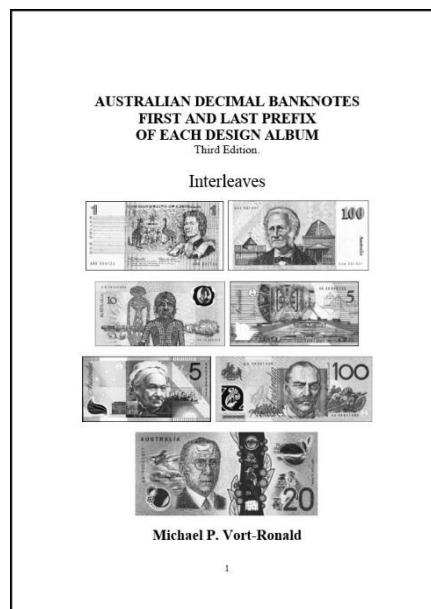 AUSTRALIAN DECIMAL BANKNOTES
FIRST AND LAST PREFIX
OF EACH DESIGN ALBUM
Third Edition.
Interleaves
1
100
Australia
10
5
5
100
AUSTRALIA
20
Michael P. Vort-Ronald
1